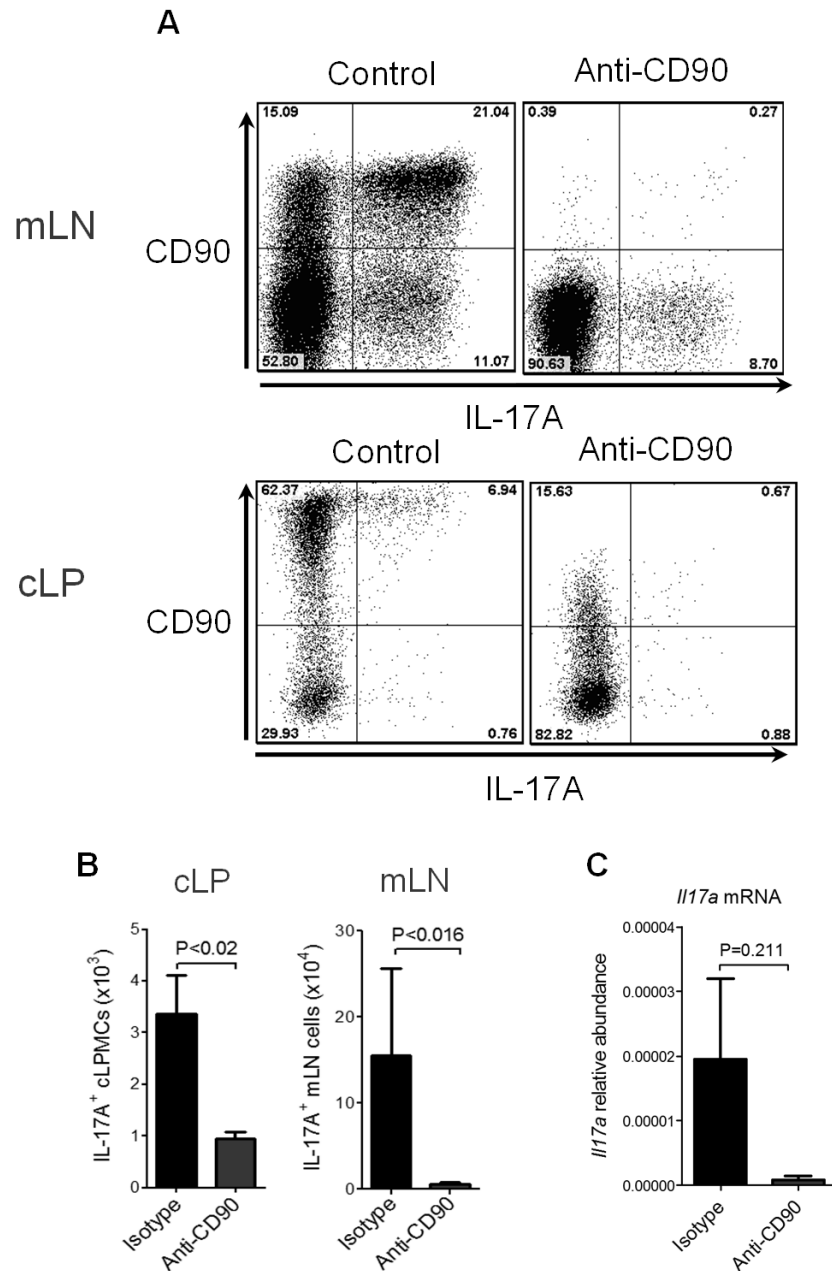 A
Control Anti-CD90
15.09 21.04 0.39 0.27
mLN
CD90
52.80 11.07 90.63 8.70
IL-17A
Control Anti-CD90
62.37 6.94 15.63 0.67
cLP
CD90
29.93 0.76 82.82 0.88
IL-17A
B cLP mLN
IL-17A+ cLPMCs (x10³)
5
4
3
2
1
0
P<0.02
Isotype
Anti-CD90
IL-17A+ mLN cells (x10⁴)
30
20
10
0
P<0.016
Isotype
Anti-CD90
C
Il17a mRNA
Il17a relative abundance
0.00004
0.00003
0.00002
0.00001
0.00000
P=0.211
Isotype
Anti-CD90